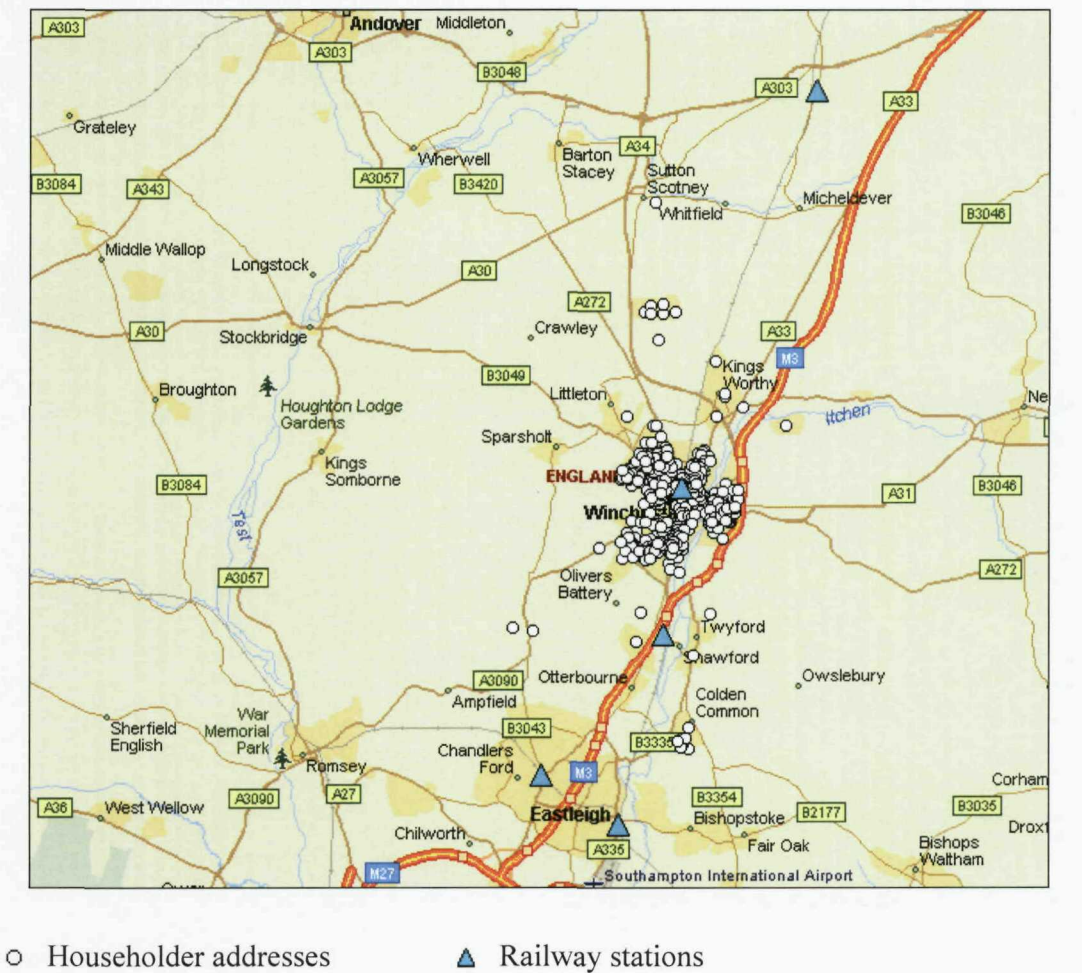 A303
Andover
Middleton
A303
B3048
A303
A33
Grateley
Wherwell
Barton
Stacey
A34
Sutton
Scotney
B3084
A343
A3057
B3420
Whitfield
Micheldever
B3046
Middle Wallop
Longstock
A30
A272
A30
Stockbridge
Crawley
A33
M3
B3049
Kings
Worthy
Broughton
Houghton Lodge
Gardens
Littleton
Itchen
Ne
Sparsholt
Kings
Somborne
ENGLAN
B3084
A31
B3046
Test
A3057
Olivers
Battery
A272
Twyford
Shawford
A3090
Otterbourne
Owslebury
Ampfield
Colden
Common
Sherfield
English
War
Memorial
Park
B3043
B3335
Romsey
Chandlers
Ford
M3
Corham
A36
West Wellow
A3090
A27
B3354
B2177
B3035
Eastleigh
Bishopstoke
Chilworth
Fair Oak
A335
Bishops
Waltham
M27
Southampton International Airport
Householder addresses
Railway stations